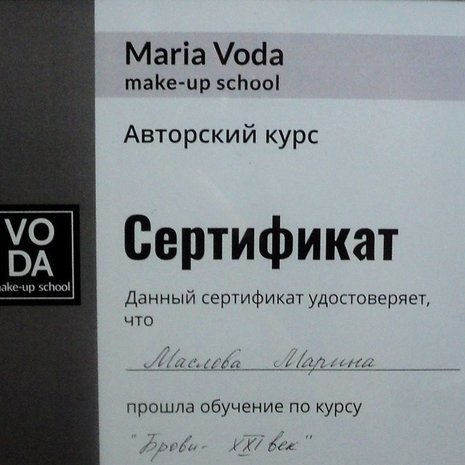 Maria Voda
make-up school
Авторский курс
VO
DA
make-up school
Сертификат
Данный сертификат удостоверяет,
что
Маслова Марина
прошла обучение по курсу
"Брови- XXI век"